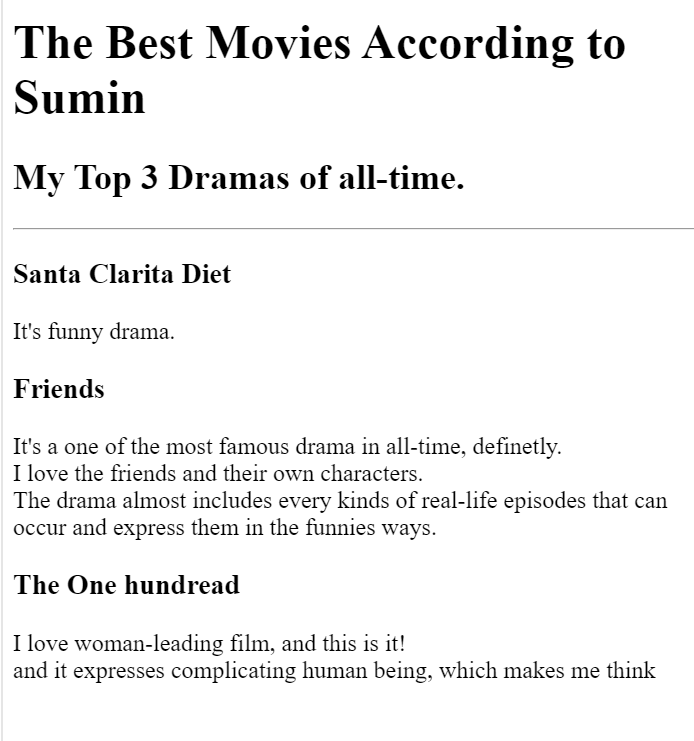 The Best Movies According to
Sumin
My Top 3 Dramas of all-time.
Santa Clarita Diet
It's funny drama.
Friends
It's a one of the most famous drama in all-time, definetly.
I love the friends and their own characters.
The drama almost includes every kinds of real-life episodes that can
occur and express them in the funnies ways.
The One hundread
I love woman-leading film, and this is it!
and it expresses complicating human being, which makes me think